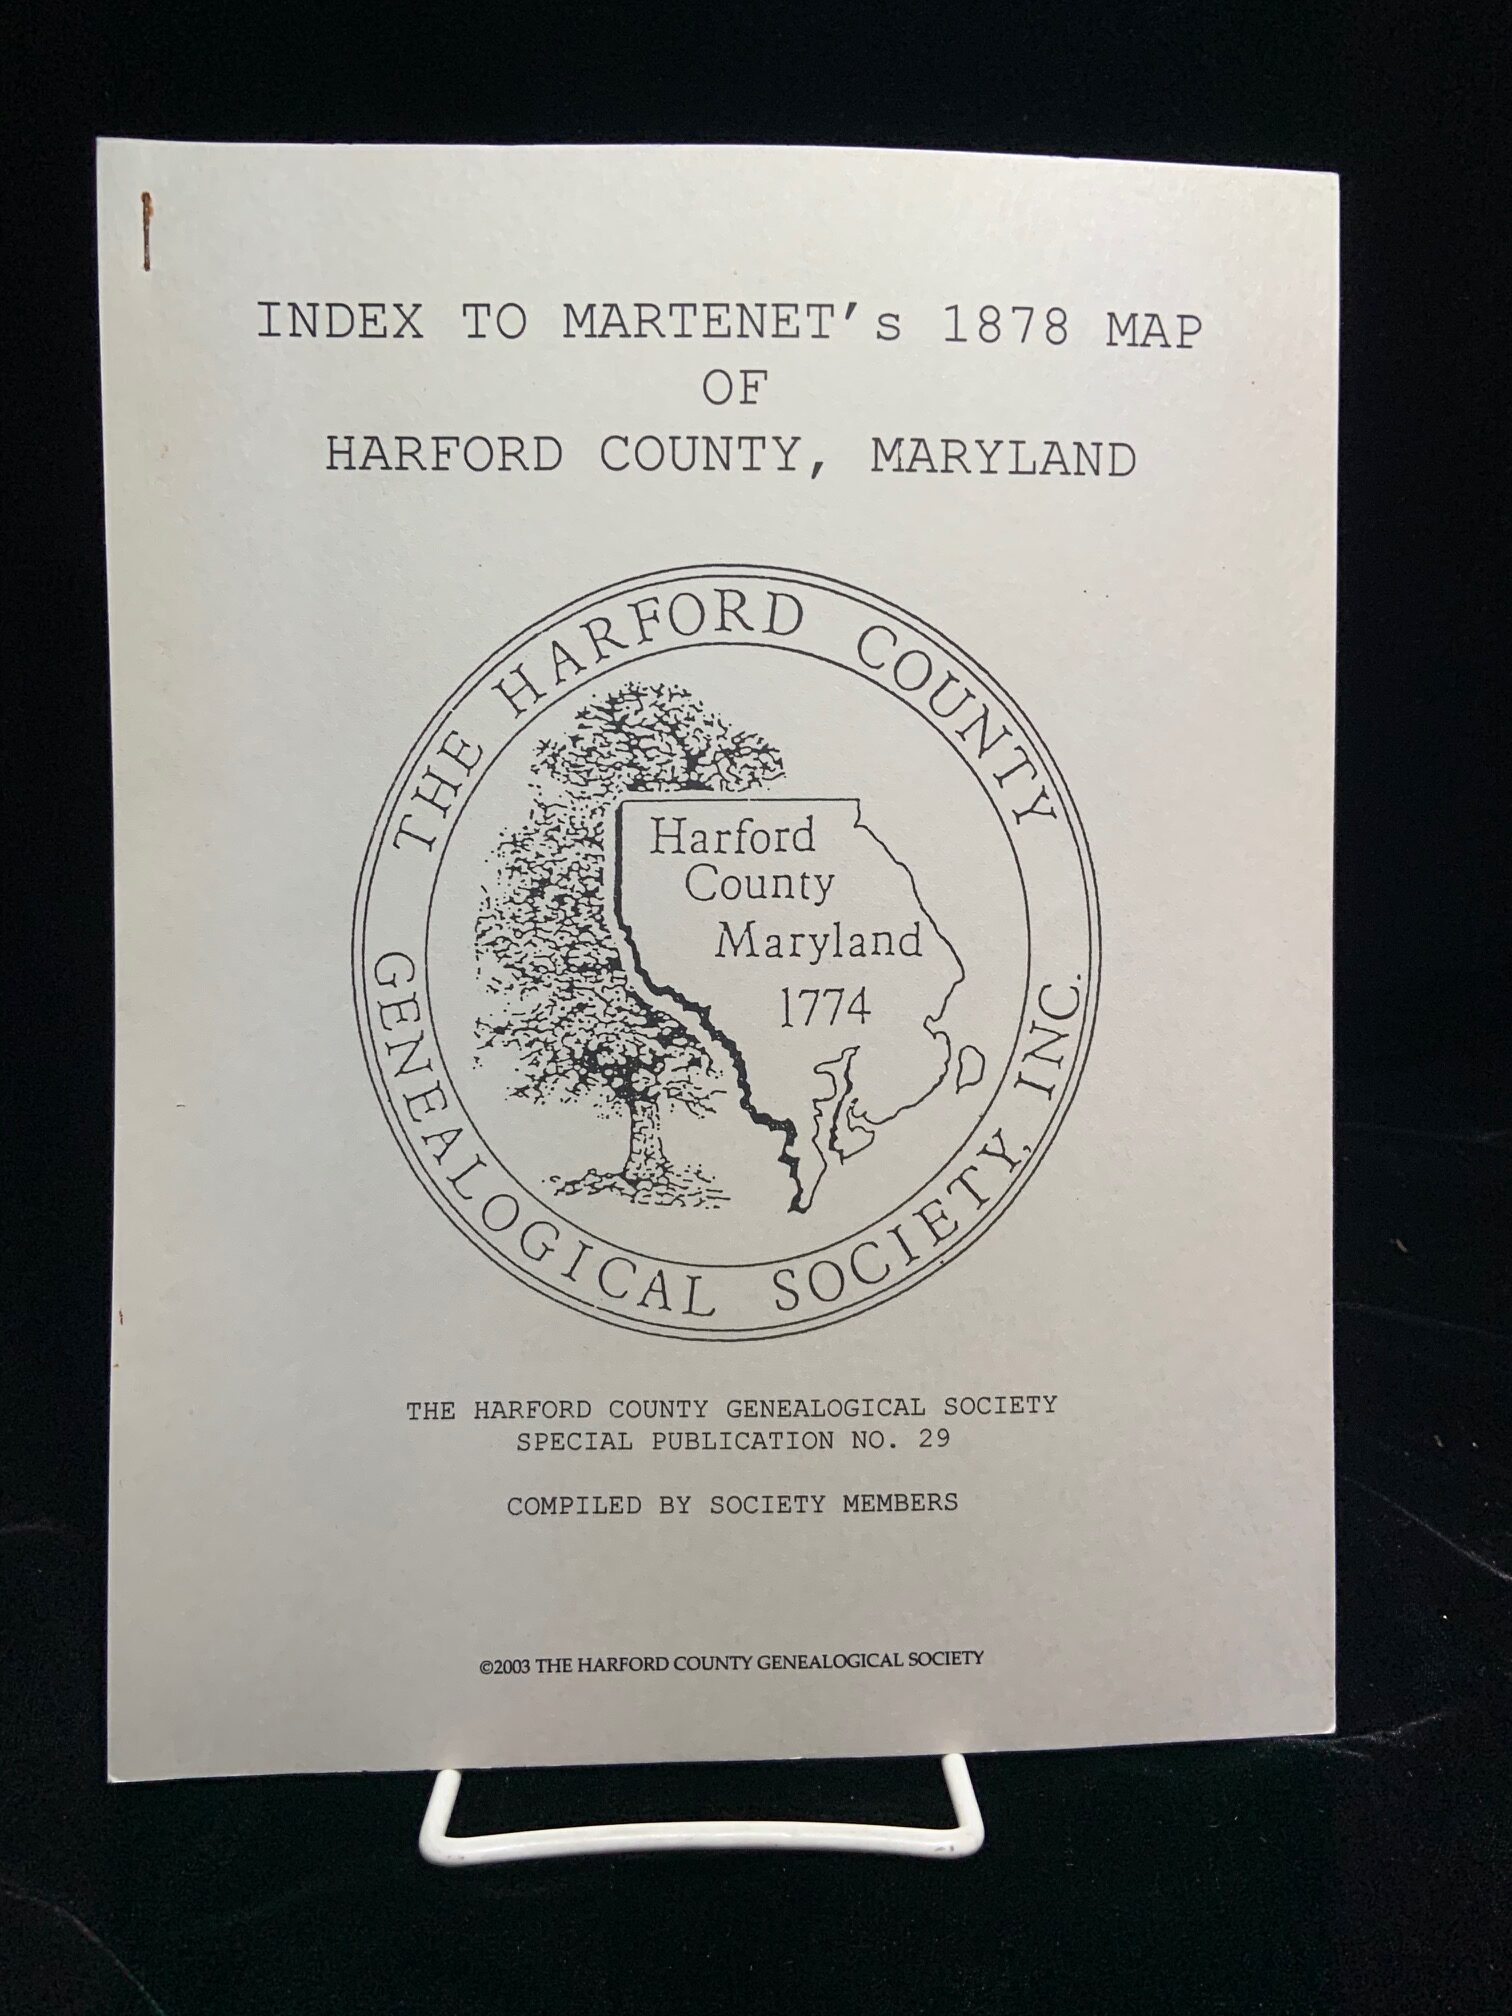 INDEX TO MARTENET's 1878 MAP
OF
HARFORD COUNTY, MARYLAND
THE HARFORD COUNTY
GENEALOGICAL SOCIETY, INC.
Harford
County
Maryland
1774
THE HARFORD COUNTY GENEALOGICAL SOCIETY
SPECIAL PUBLICATION NO. 29
COMPILED BY SOCIETY MEMBERS
©2003 THE HARFORD COUNTY GENEALOGICAL SOCIETY